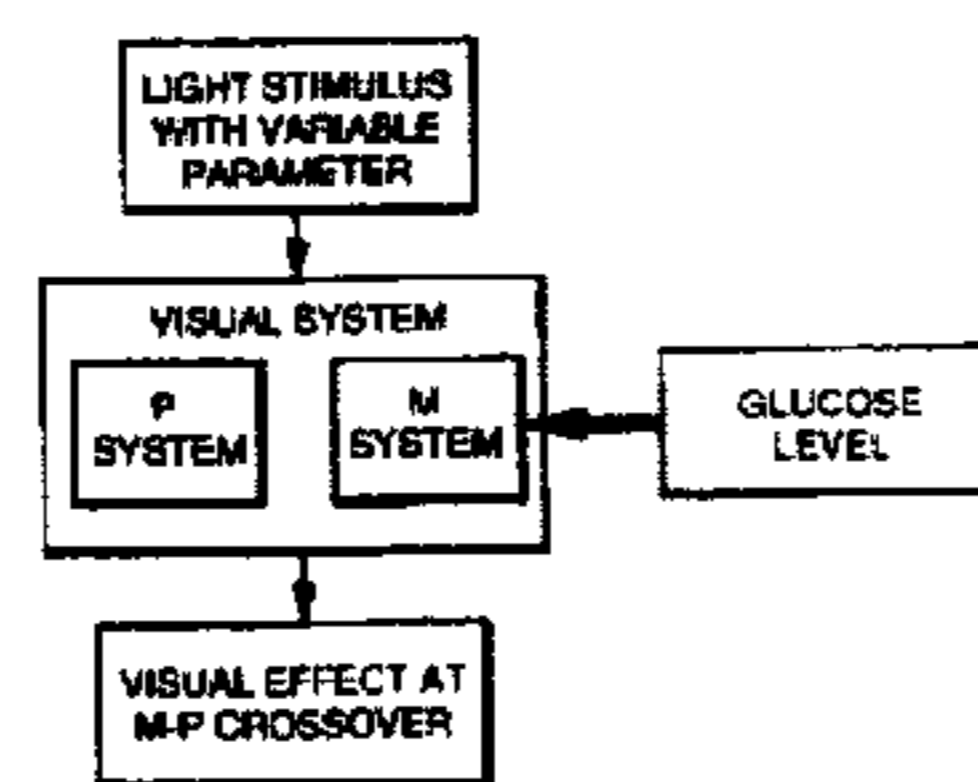 LIGHT STIMULUS
WITH VARIABLE
PARAMETER
VISUAL SYSTEM
P
SYSTEM
M
SYSTEM
GLUCOSE
LEVEL
VISUAL EFFECT AT
M-P CROSSOVER